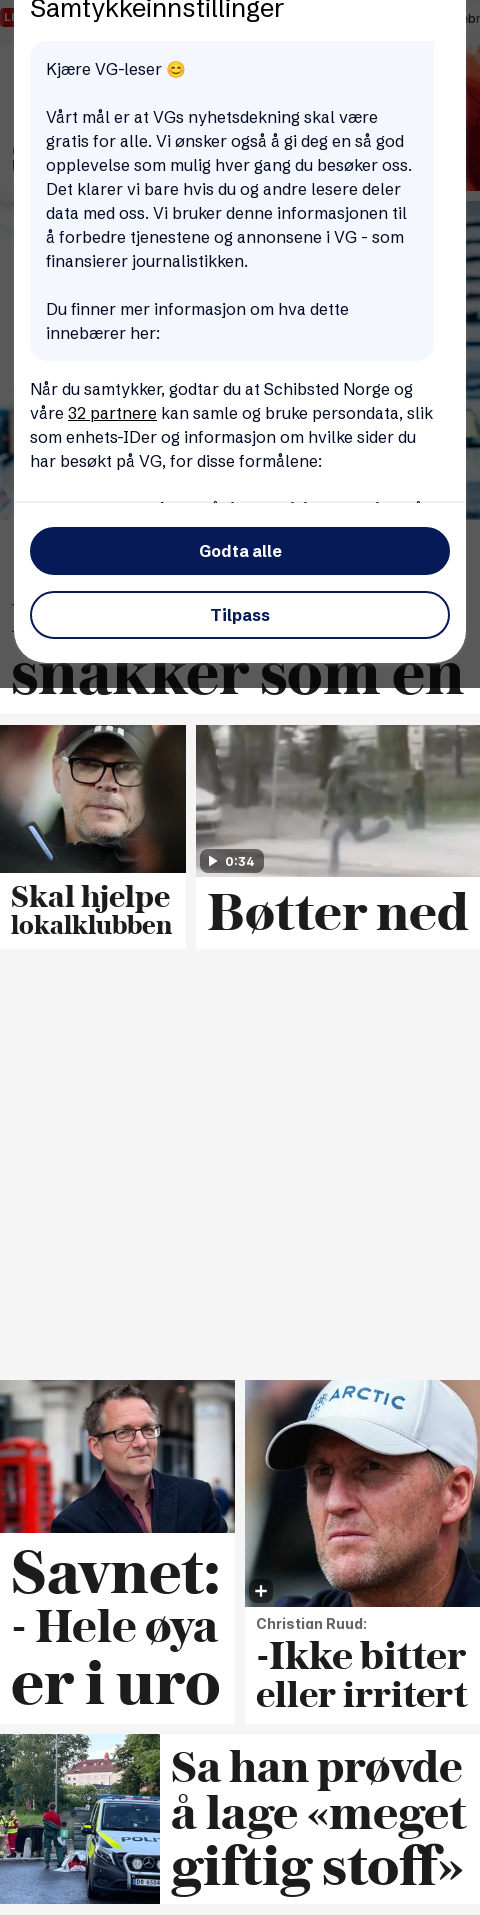 Samtykkeinnstillinger
Kjære VG-leser 😊
Vårt mål er at VGs nyhetsdekning skal være
gratis for alle. Vi ønsker også å gi deg en så god
opplevelse som mulig hver gang du besøker oss.
Det klarer vi bare hvis du og andre lesere deler
data med oss. Vi bruker denne informasjonen til
å forbedre tjenestene og annonsene i VG - som
finansierer journalistikken.
Du finner mer informasjon om hva dette
innebærer her:
Når du samtykker, godtar du at Schibsted Norge og
våre 32 partnere kan samle og bruke persondata, slik
som enhets-IDer og informasjon om hvilke sider du
har besøkt på VG, for disse formålene:
Godta alle
Tilpass
snakker som en
0:34
Skal hjelpe
lokalklubben
Bøtter ned
ARCTIC
Savnet:
- Hele øya
er i uro
Christian Ruud:
-Ikke bitter
eller irritert
POLITI
Sa han prøvde
å lage «meget
giftig stoff»